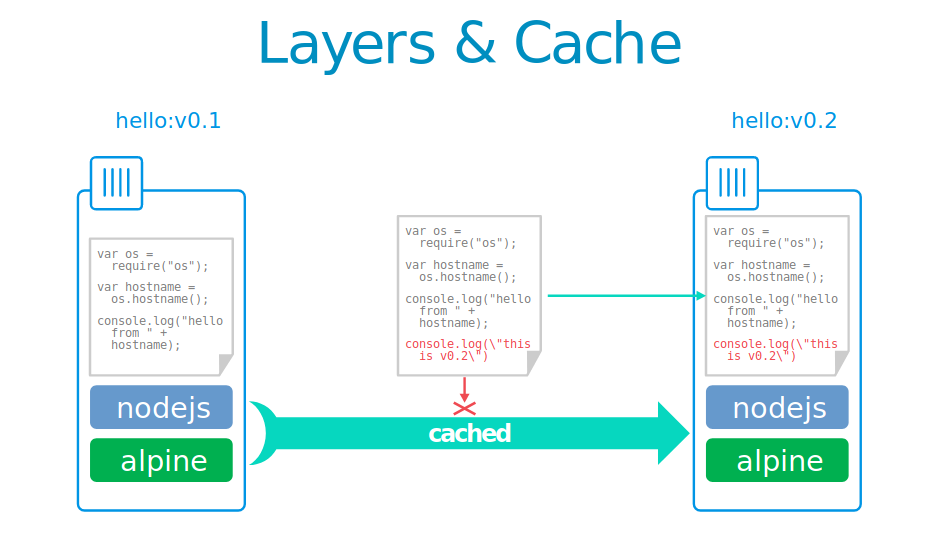 Layers & Cache
hello:v0.1
var os =
require("os");
var hostname =
os.hostname();
console.log("hello
from " +
hostname);
nodejs
alpine
var os =
require("os");
var hostname =
os.hostname();
console.log("hello
from " +
hostname);
console.log(\"this
is v0.2\")
cached
hello:v0.2
var os =
require("os");
var hostname =
os.hostname();
console.log("hello
from " +
hostname);
console.log(\"this
is v0.2\")
nodejs
alpine